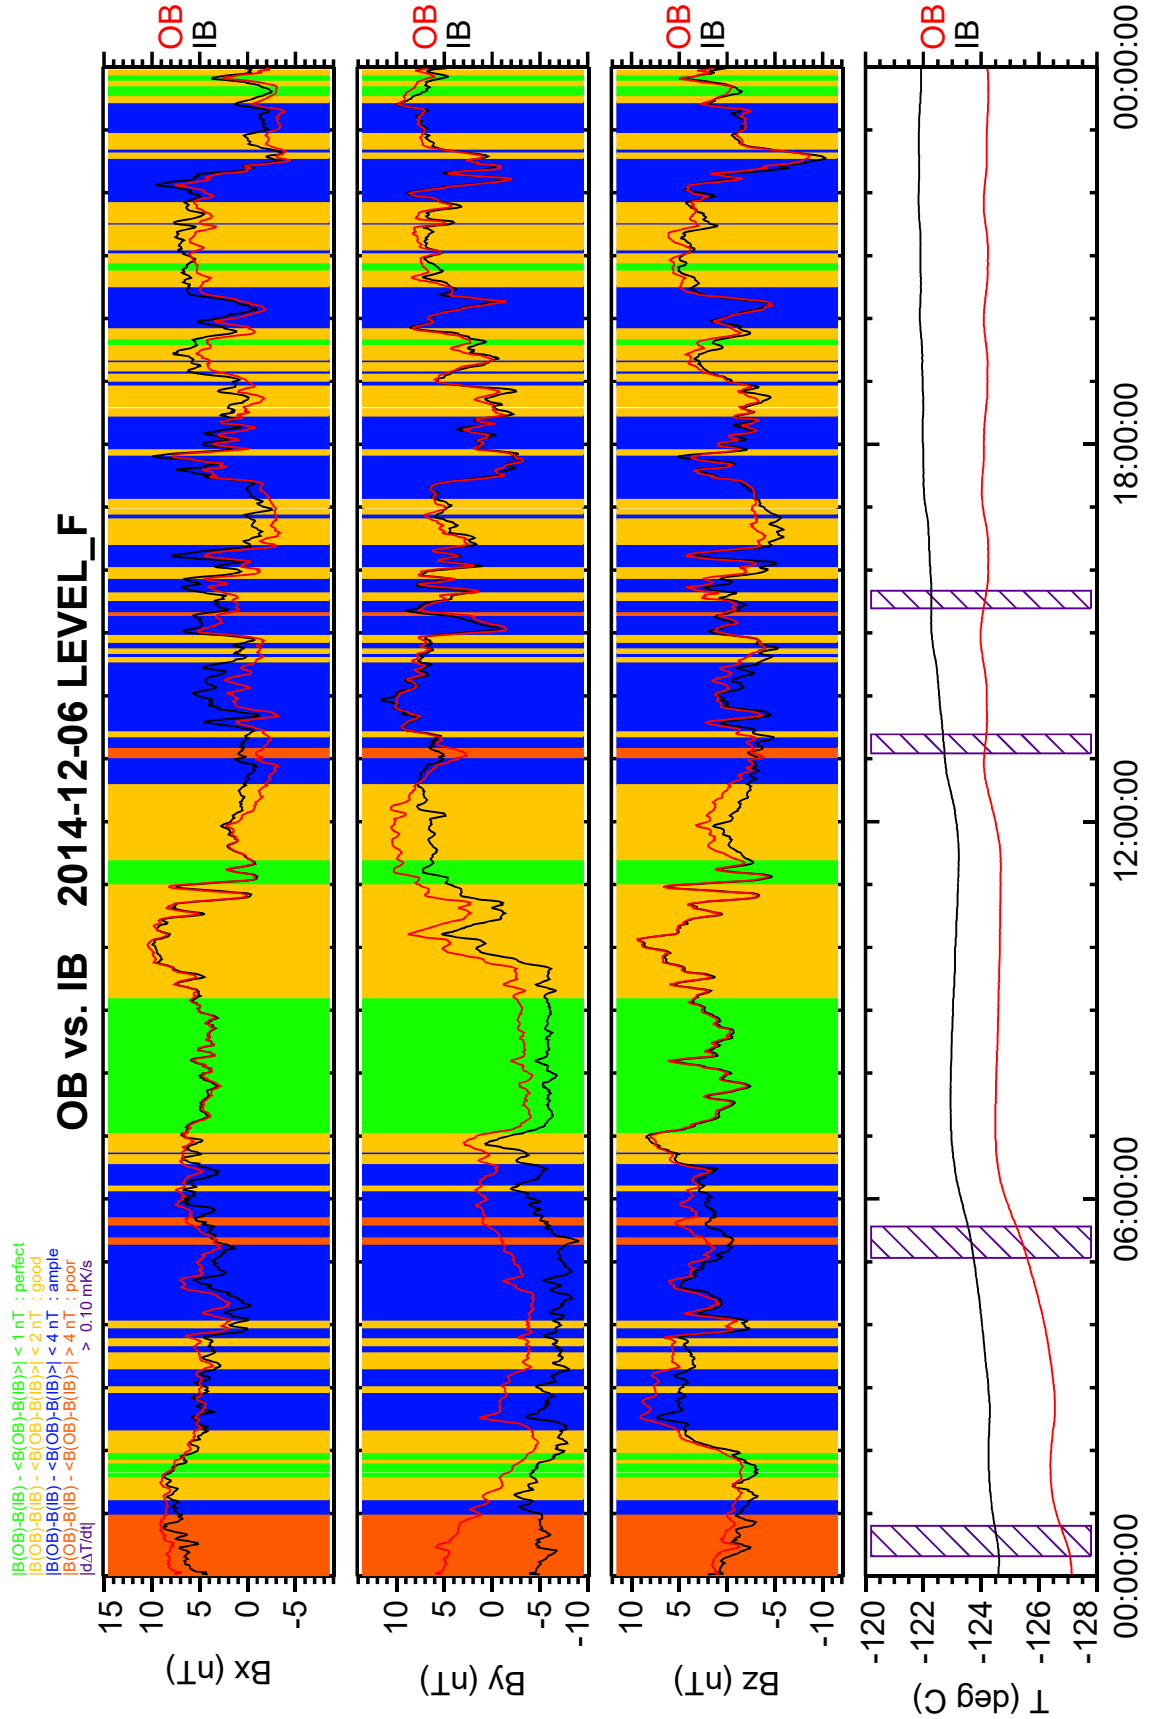 |B(OB)-B(IB) - <B(OB)-B(IB)>| < 1 nT : perfect
|B(OB)-B(IB) - <B(OB)-B(IB)>| < 2 nT : good
|B(OB)-B(IB) - <B(OB)-B(IB)>| < 4 nT : ample
|B(OB)-B(IB) - <B(OB)-B(IB)>| > 4 nT : poor
|dΔT/dt| > 0.10 mK/s
OB vs. IB 2014-12-06 LEVEL_F
Bx (nT)
15
10
5
0
-5
OB
IB
By (nT)
10
5
0
-5
-10
OB
IB
Bz (nT)
10
5
0
-5
-10
OB
IB
T (deg C)
-120
-122
-124
-126
-128
OB
IB
00:00:00
06:00:00
12:00:00
18:00:00
00:00:00